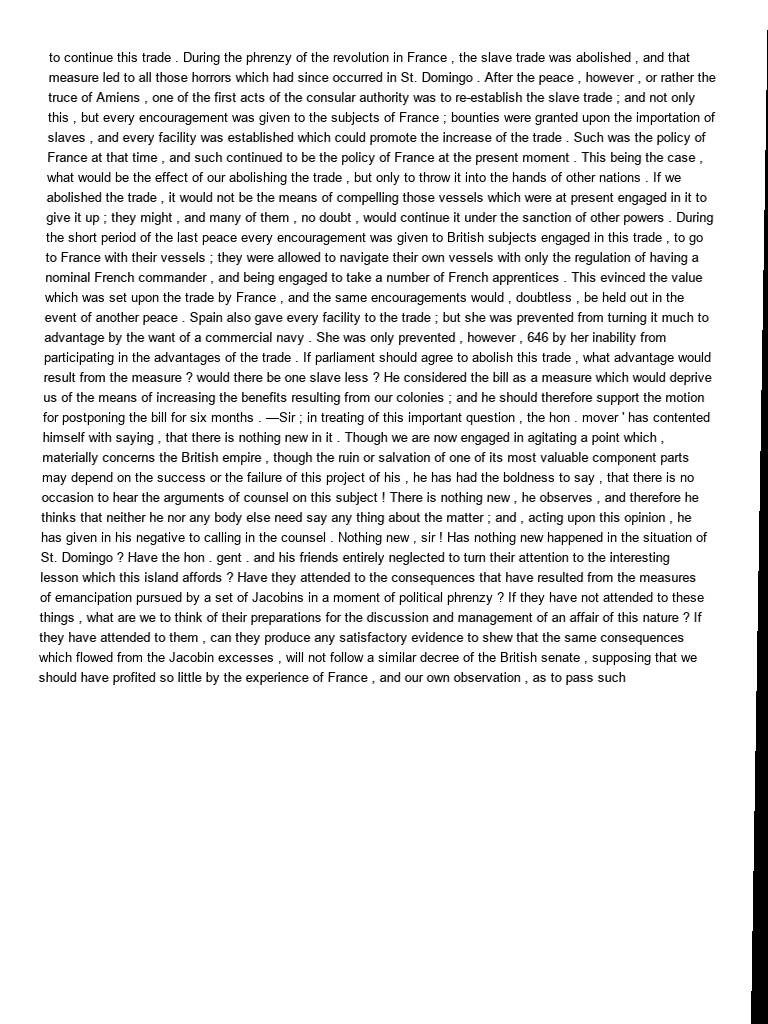 to continue this trade . During the phrenzy of the revolution in France , the slave trade was abolished , and that
measure led to all those horrors which had since occurred in St. Domingo . After the peace , however , or rather the
truce of Amiens , one of the first acts of the consular authority was to re-establish the slave trade ; and not only
this , but every encouragement was given to the subjects of France ; bounties were granted upon the importation of
slaves , and every facility was established which could promote the increase of the trade . Such was the policy of
France at that time , and such continued to be the policy of France at the present moment . This being the case ,
what would be the effect of our abolishing the trade , but only to throw it into the hands of other nations . If we
abolished the trade , it would not be the means of compelling those vessels which were at present engaged in it to
give it up ; they might , and many of them , no doubt , would continue it under the sanction of other powers . During
the short period of the last peace every encouragement was given to British subjects engaged in this trade , to go
to France with their vessels ; they were allowed to navigate their own vessels with only the regulation of having a
nominal French commander , and being engaged to take a number of French apprentices . This evinced the value
which was set upon the trade by France , and the same encouragements would , doubtless , be held out in the
event of another peace . Spain also gave every facility to the trade ; but she was prevented from turning it much to
advantage by the want of a commercial navy . She was only prevented , however , 646 by her inability from
participating in the advantages of the trade . If parliament should agree to abolish this trade , what advantage would
result from the measure ? would there be one slave less ? He considered the bill as a measure which would deprive
us of the means of increasing the benefits resulting from our colonies ; and he should therefore support the motion
for postponing the bill for six months . —Sir ; in treating of this important question , the hon . mover ' has contented
himself with saying , that there is nothing new in it . Though we are now engaged in agitating a point which ,
materially concerns the British empire , though the ruin or salvation of one of its most valuable component parts
may depend on the success or the failure of this project of his , he has had the boldness to say , that there is no
occasion to hear the arguments of counsel on this subject ! There is nothing new , he observes , and therefore he
thinks that neither he nor any body else need say any thing about the matter ; and , acting upon this opinion , he
has given in his negative to calling in the counsel . Nothing new , sir ! Has nothing new happened in the situation of
St. Domingo ? Have the hon . gent . and his friends entirely neglected to turn their attention to the interesting
lesson which this island affords ? Have they attended to the consequences that have resulted from the measures
of emancipation pursued by a set of Jacobins in a moment of political phrenzy ? If they have not attended to these
things , what are we to think of their preparations for the discussion and management of an affair of this nature ? If
they have attended to them , can they produce any satisfactory evidence to shew that the same consequences
which flowed from the Jacobin excesses , will not follow a similar decree of the British senate , supposing that we
should have profited so little by the experience of France , and our own observation , as to pass such